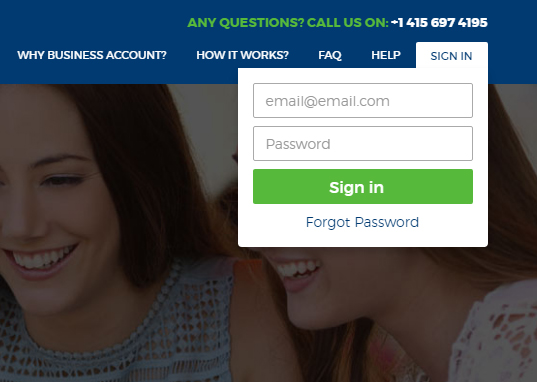 ANY QUESTIONS? CALL US ON: +1 415 697 4195
WHY BUSINESS ACCOUNT? HOW IT WORKS? FAQ HELP SIGN IN
email@email.com
Password
Sign in
Forgot Password